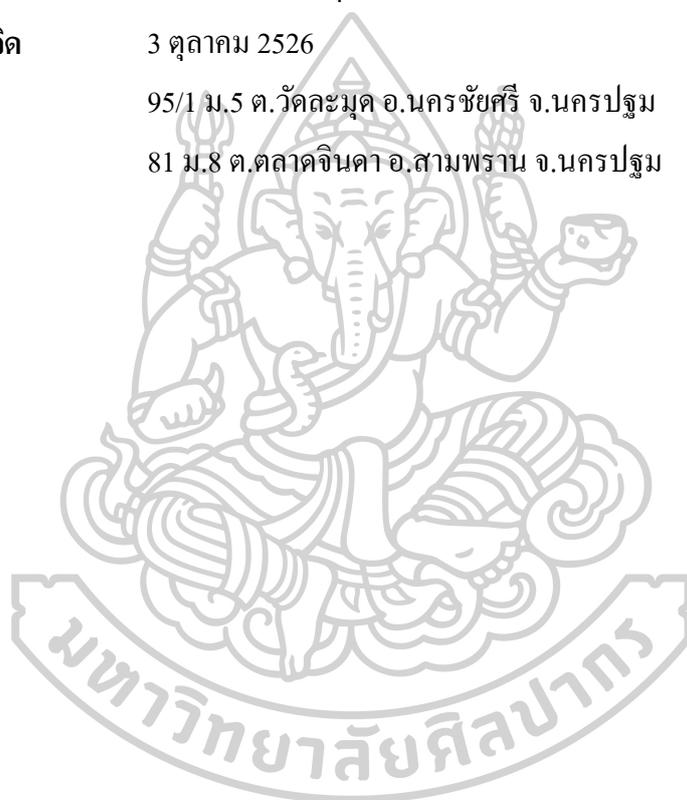 3 ตุลาคม 2526
95/1 ม.5 ต.วัดละมุด อ.นครชัยศรี จ.นครปฐม
81 ม.8 ต.ตลาดจินดา อ.สามพราน จ.นครปฐม
มหาวิทยาลัยศิลปากร